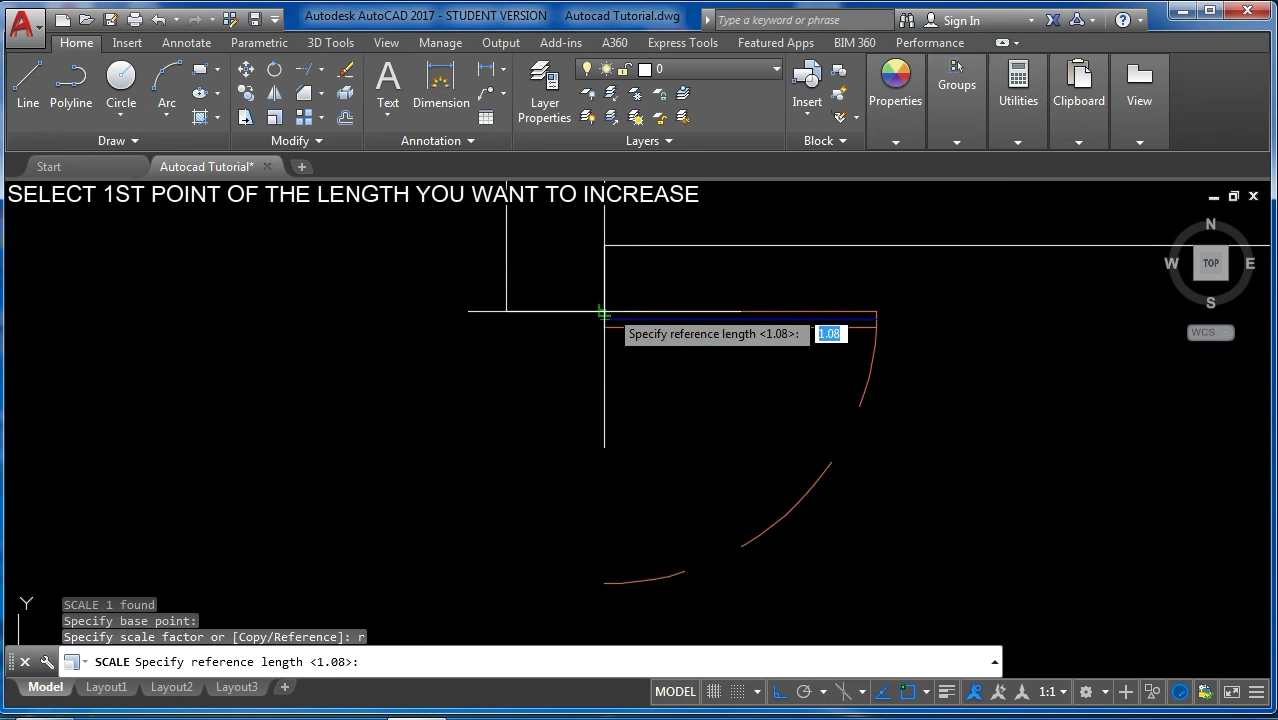 Autodesk AutoCAD 2017 - STUDENT VERSION Autocad Tutorial.dwg Type a keyword or phrase Sign In
Home Insert Annotate Parametric 3D Tools View Manage Output Add-ins A360 Express Tools Featured Apps BIM 360 Performance
0
Line Polyline Circle Arc Text Dimension Layer Properties Insert Properties Groups Utilities Clipboard View
Draw Modify Annotation Layers Block
Start Autocad Tutorial*
SELECT 1ST POINT OF THE LENGTH YOU WANT TO INCREASE
N
W TOP E
S
WCS
Specify reference length <1.08>: 1.08
Y
SCALE 1 found
Specify base point:
Specify scale factor or [Copy/Reference]: r
SCALE Specify reference length <1.08>:
Model Layout1 Layout2 Layout3 MODEL 1:1